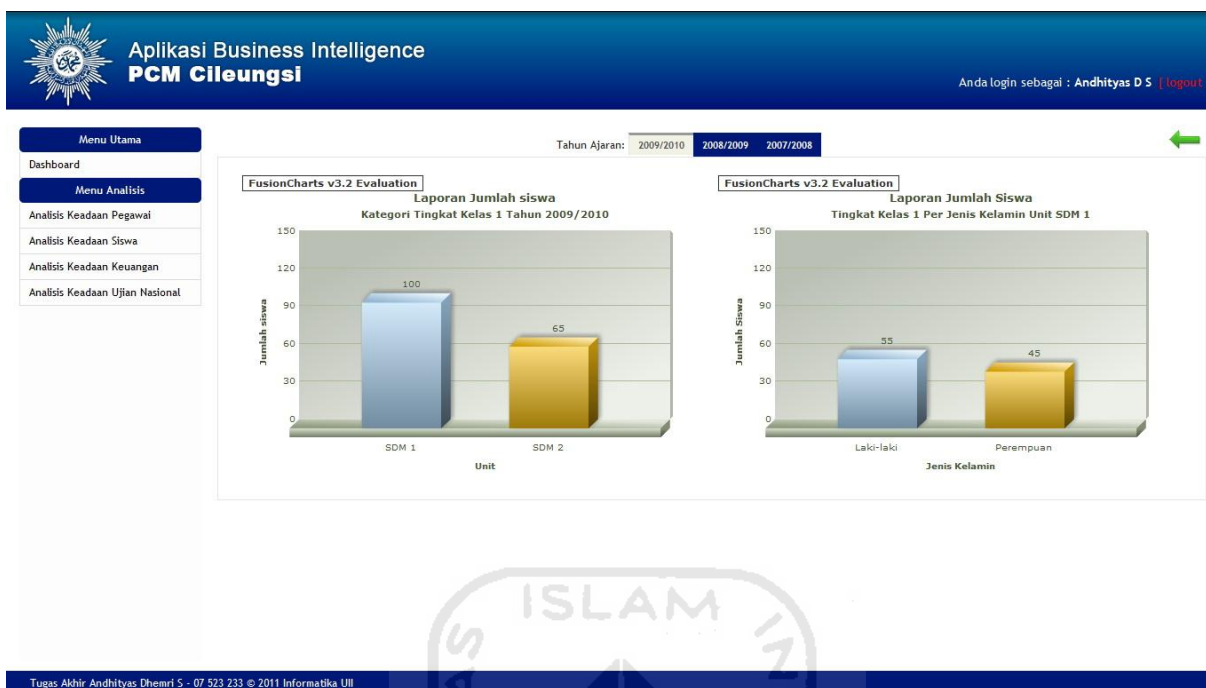 Aplikasi Business Intelligence
PCM Cileungsi
Anda login sebagai : Andhityas D S [logout
Menu Utama
Dashboard
Menu Analisis
Analisis Keadaan Pegawai
Analisis Keadaan Siswa
Analisis Keadaan Keuangan
Analisis Keadaan Ujian Nasional
Tahun Ajaran: 2009/2010 2008/2009 2007/2008
FusionCharts v3.2 Evaluation
Laporan Jumlah siswa
Kategori Tingkat Kelas 1 Tahun 2009/2010
150
120
90
60
30
0
Jumlah siswa
100
65
SDM 1 SDM 2
Unit
FusionCharts v3.2 Evaluation
Laporan Jumlah Siswa
Tingkat Kelas 1 Per Jenis Kelamin Unit SDM 1
150
120
90
60
30
0
Jumlah Siswa
55
45
Laki-laki Perempuan
Jenis Kelamin
ISLAM
Tugas Akhir Andhityas Dhemri S - 07 523 233 © 2011 Informatika UII